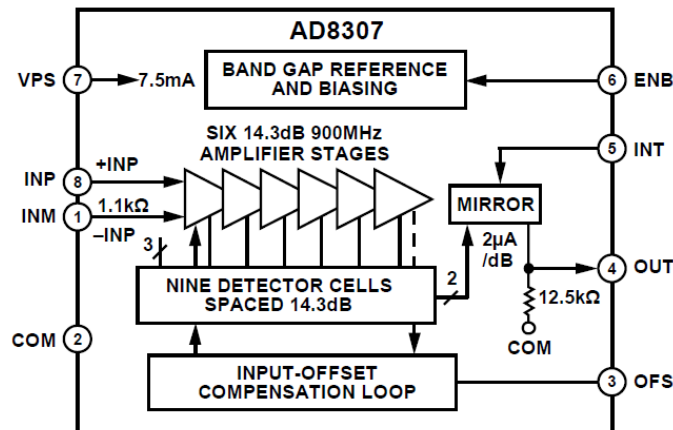 AD8307
VPS 7 7.5mA
BAND GAP REFERENCE
AND BIASING
6 ENB
SIX 14.3dB 900MHz
AMPLIFIER STAGES
5 INT
INP 8 +INP
MIRROR
INM 1 1.1kΩ
–INP
3
2µA
/dB
4 OUT
NINE DETECTOR CELLS
SPACED 14.3dB
2
12.5kΩ
COM 2
COM
INPUT-OFFSET
COMPENSATION LOOP
3 OFS